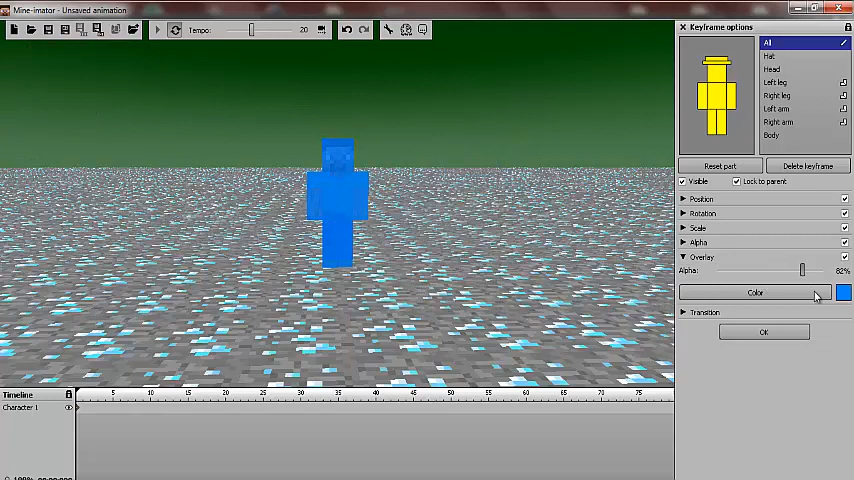 Mine-imator - Unsaved animation
Tempo: 20
Keyframe options
All
Hat
Head
Left leg
Right leg
Left arm
Right arm
Body
Reset part Delete keyframe
Visible Lock to parent
Position
Rotation
Scale
Alpha
Overlay
Alpha: 82%
Color
Transition
OK
Timeline 5 10 15 20 25 30 35 40 45 50 55 60 65 70 75
Character 1